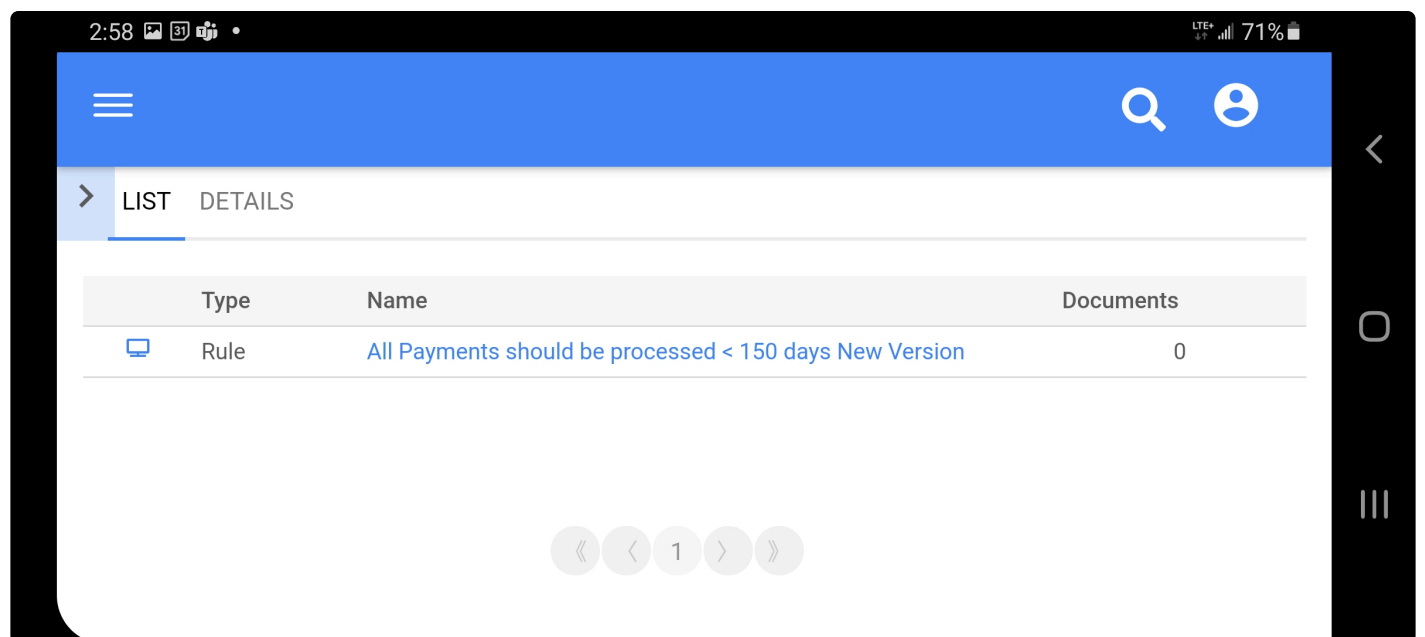 2:58 31 LTE+ 71%
LIST DETAILS
Type Name Documents
Rule All Payments should be processed < 150 days New Version 0
1